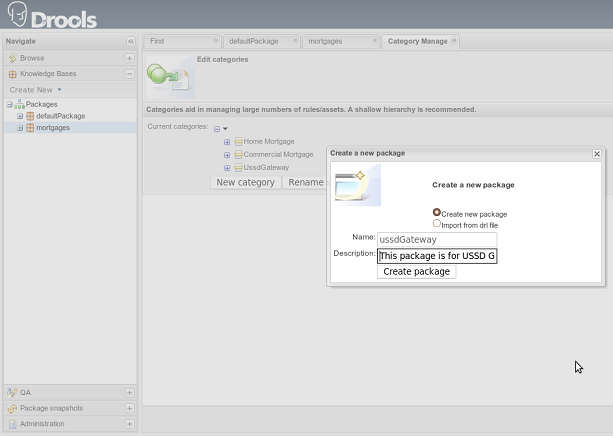 Drools
Navigate
Find
defaultPackage
mortgages
Category Manage
Browse
Knowledge Bases
Create New
Packages
defaultPackage
mortgages
QA
Package snapshots
Administration
Edit categories
Categories aid in managing large numbers of rules/assets. A shallow hierarchy is recommended.
Current categories:
Home Mortgage
Commercial Mortgage
UssdGateway
New category Rename
Create a new package
Create a new package
Create new package
Import from drl file
Name: ussdGateway
Description: This package is for USSD G
Create package